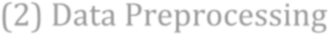 (2) Data Preprocessing